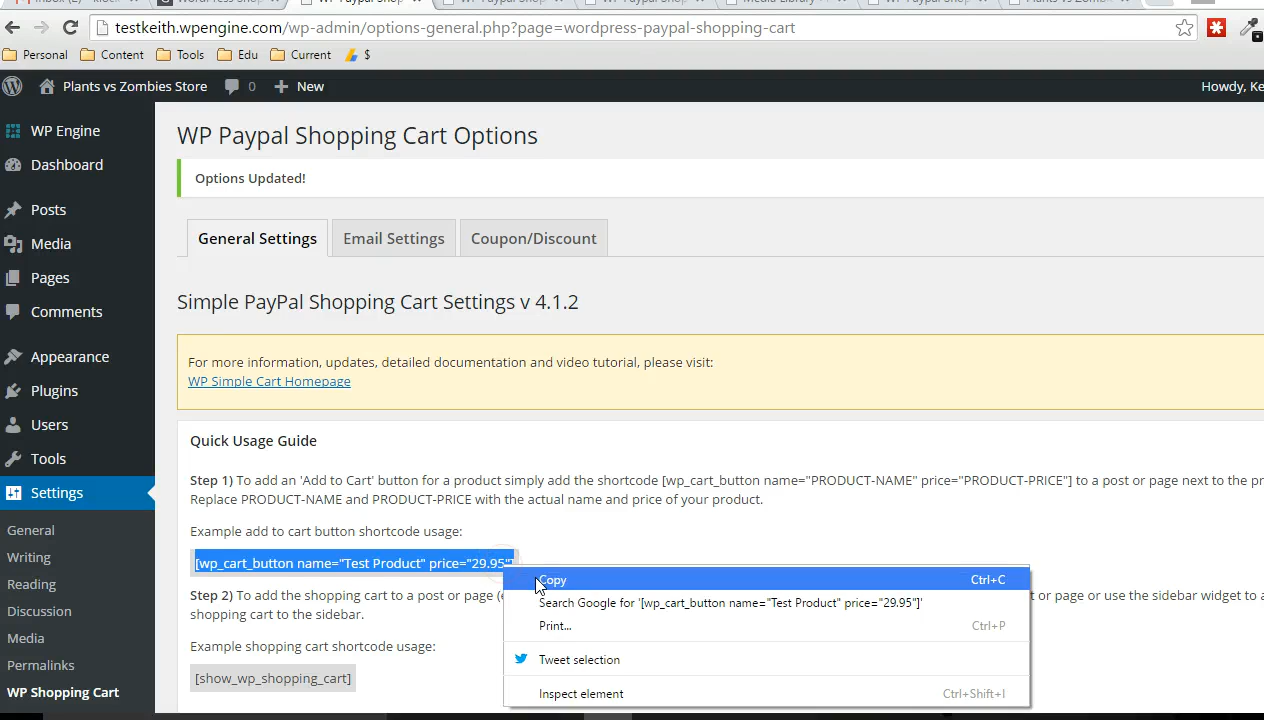 testkeith.wpengine.com/wp-admin/options-general.php?page=wordpress-paypal-shopping-cart
Personal Content Tools Edu Current $
Plants vs Zombies Store 0 New Howdy, Ke
WP Engine
Dashboard
Posts
Media
Pages
Comments
Appearance
Plugins
Users
Tools
Settings
General
Writing
Reading
Discussion
Media
Permalinks
WP Shopping Cart
WP Paypal Shopping Cart Options
Options Updated!
General Settings Email Settings Coupon/Discount
Simple PayPal Shopping Cart Settings v 4.1.2
For more information, updates, detailed documentation and video tutorial, please visit:
WP Simple Cart Homepage
Quick Usage Guide
Step 1) To add an 'Add to Cart' button for a product simply add the shortcode [wp_cart_button name="PRODUCT-NAME" price="PRODUCT-PRICE"] to a post or page next to the pr
Replace PRODUCT-NAME and PRODUCT-PRICE with the actual name and price of your product.
Example add to cart button shortcode usage:
[wp_cart_button name="Test Product" price="29.95"]
Step 2) To add the shopping cart to a post or page (e t or page or use the sidebar widget to a
shopping cart to the sidebar.
Example shopping cart shortcode usage:
[show_wp_shopping_cart]
Copy Ctrl+C
Search Google for '[wp_cart_button name="Test Product" price="29.95"]'
Print... Ctrl+P
Tweet selection
Inspect element Ctrl+Shift+I